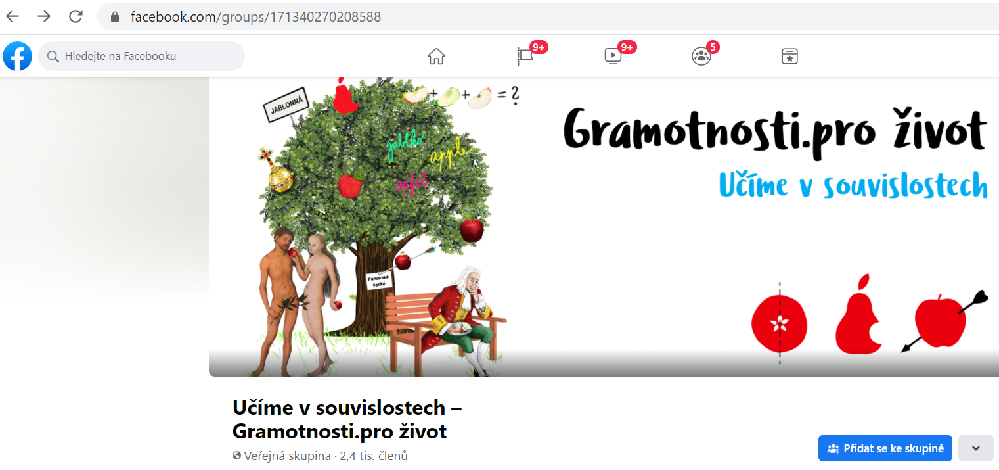 facebook.com/groups/171340270208588
Hledejte na Facebooku
9+
9+
5
JABLONNÁ
+ + = ?
jablko
apple
apfel
Panenské
české
Gramotnosti.pro život
Učíme v souvislostech
Učíme v souvislostech –
Gramotnosti.pro život
Veřejná skupina · 2,4 tis. členů
Přidat se ke skupině